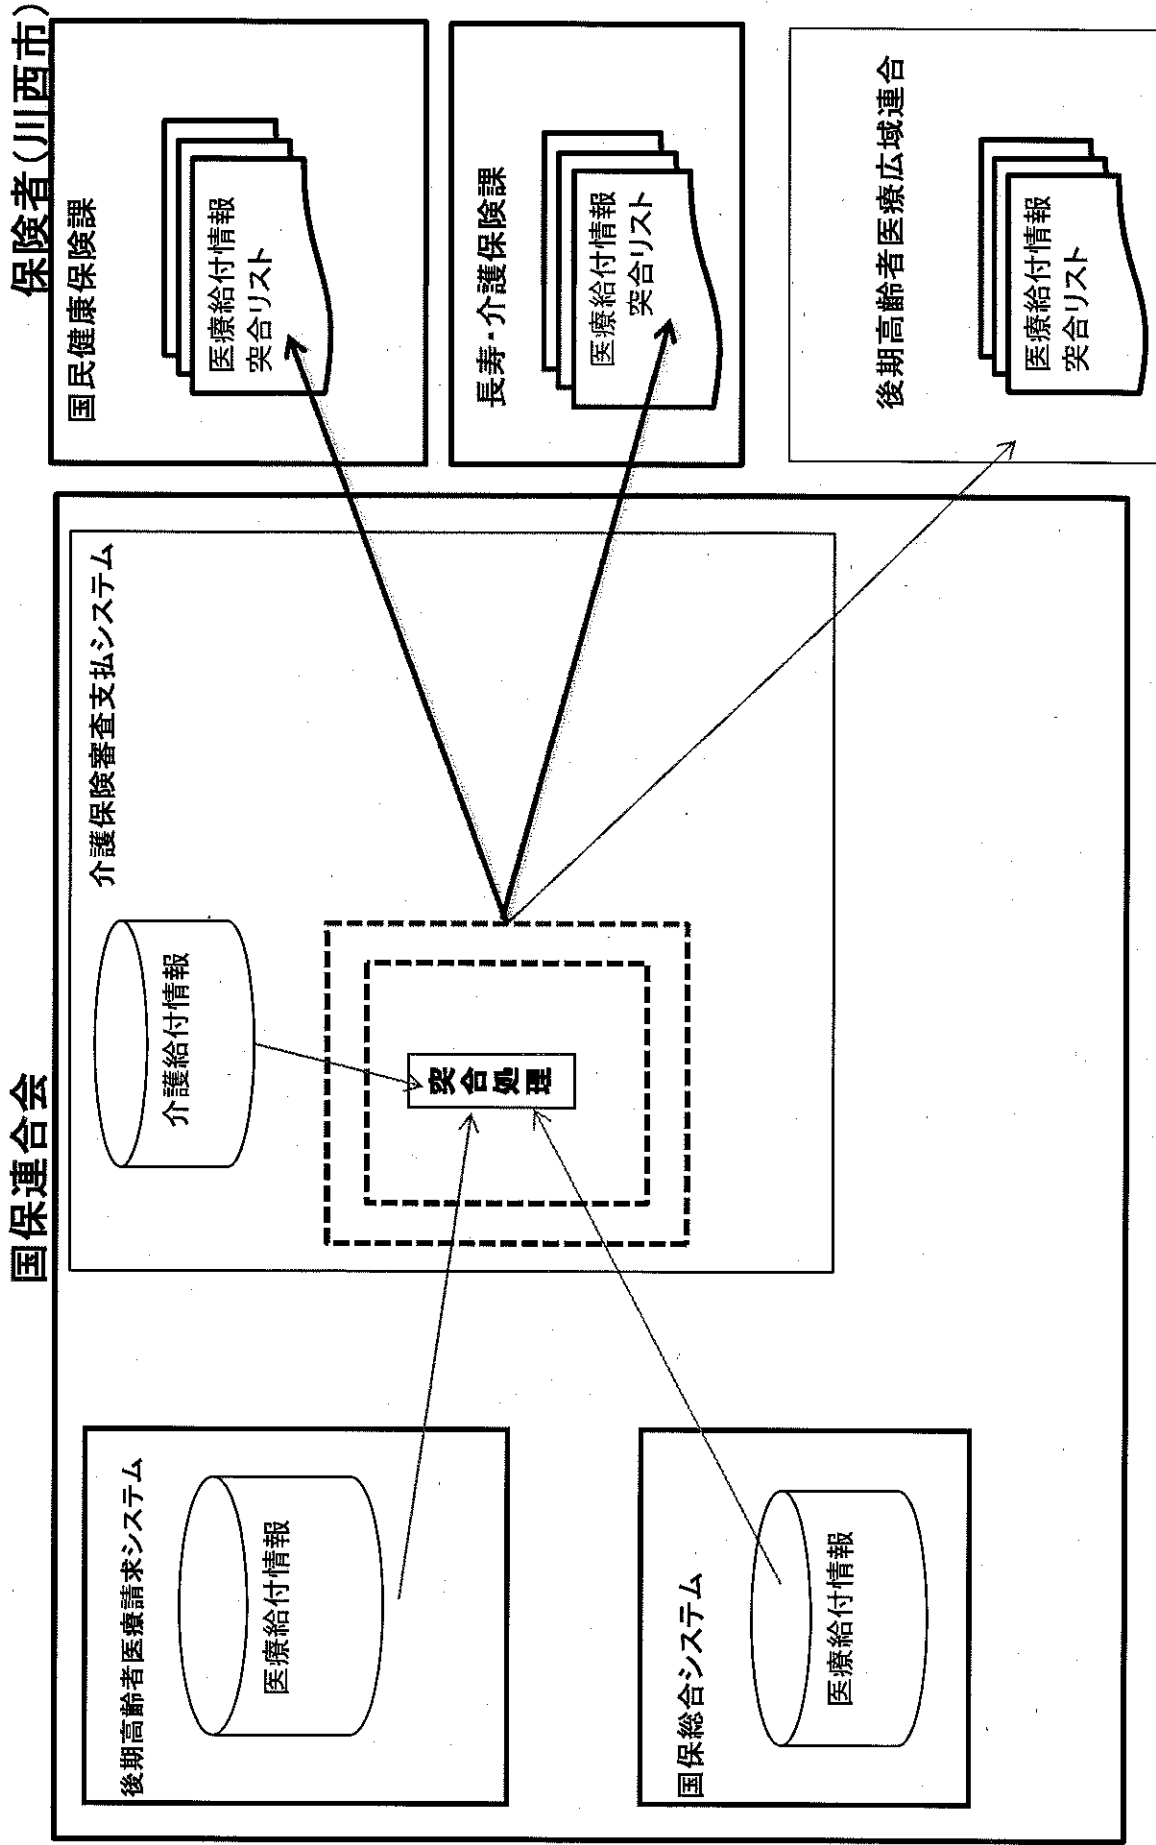 国保連合会
後期高齢者医療請求システム
医療給付情報
国保総合システム
医療給付情報
介護保険審査支払システム
介護給付情報
突合処理
保険者(川西市)
国民健康保険課
医療給付情報
突合リスト
長寿・介護保険課
医療給付情報
突合リスト
後期高齢者医療広域連合
医療給付情報
突合リスト